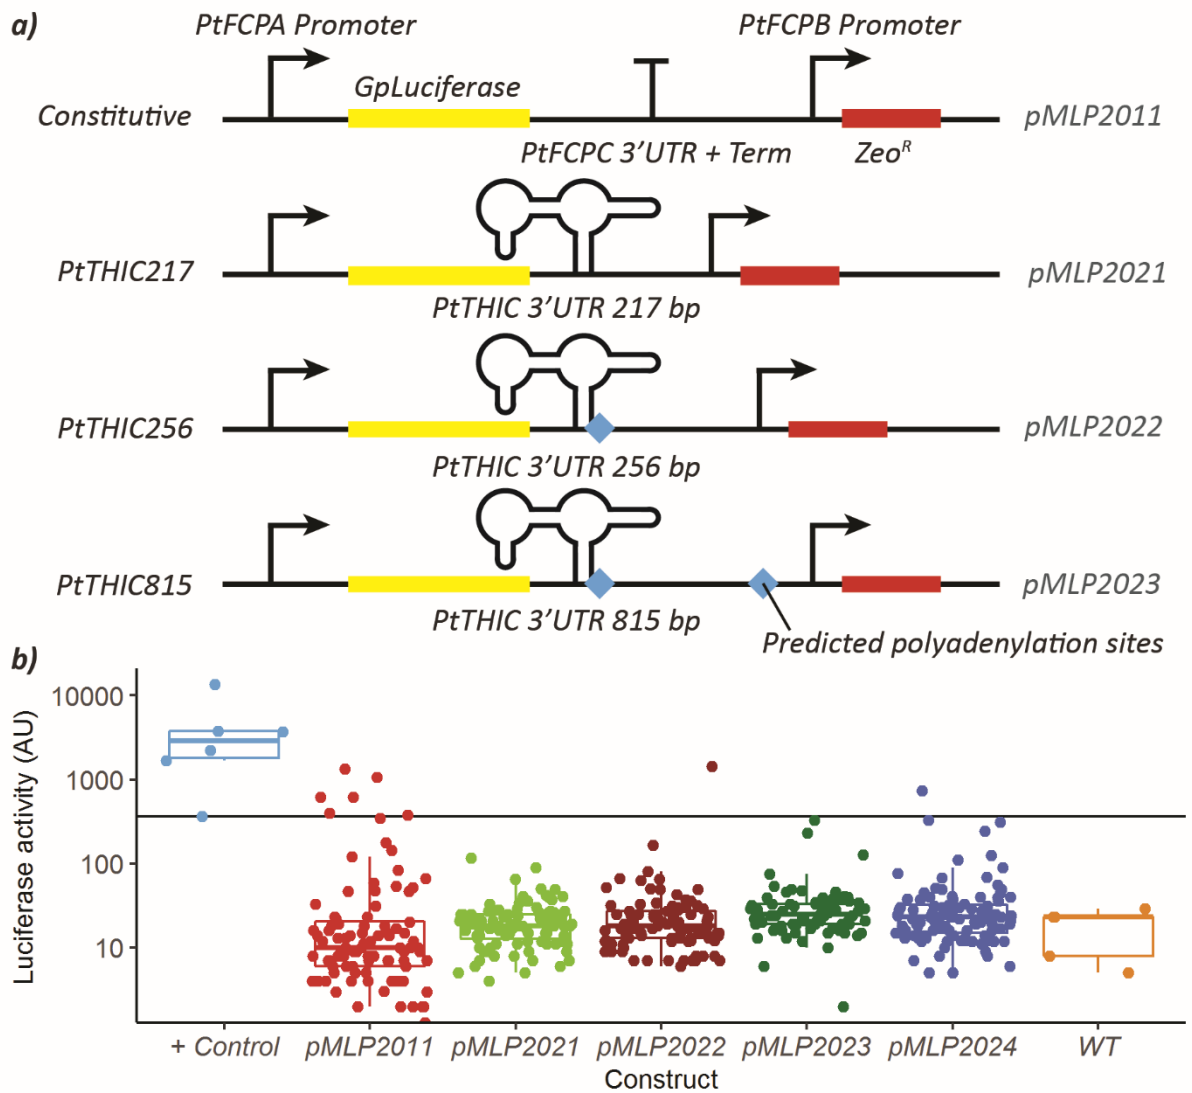 a)
PtFCPA Promoter
PtFCPB Promoter
GpLuciferase
Constitutive
pMLP2011
PtFCPC 3'UTR + Term
Zeo^R
PtTHIC217
pMLP2021
PtTHIC 3'UTR 217 bp
PtTHIC256
pMLP2022
PtTHIC 3'UTR 256 bp
PtTHIC815
pMLP2023
PtTHIC 3'UTR 815 bp
Predicted polyadenylation sites
b)
Luciferase activity (AU)
10000
1000
100
10
+ Control
pMLP2011
pMLP2021
pMLP2022
pMLP2023
pMLP2024
WT
Construct